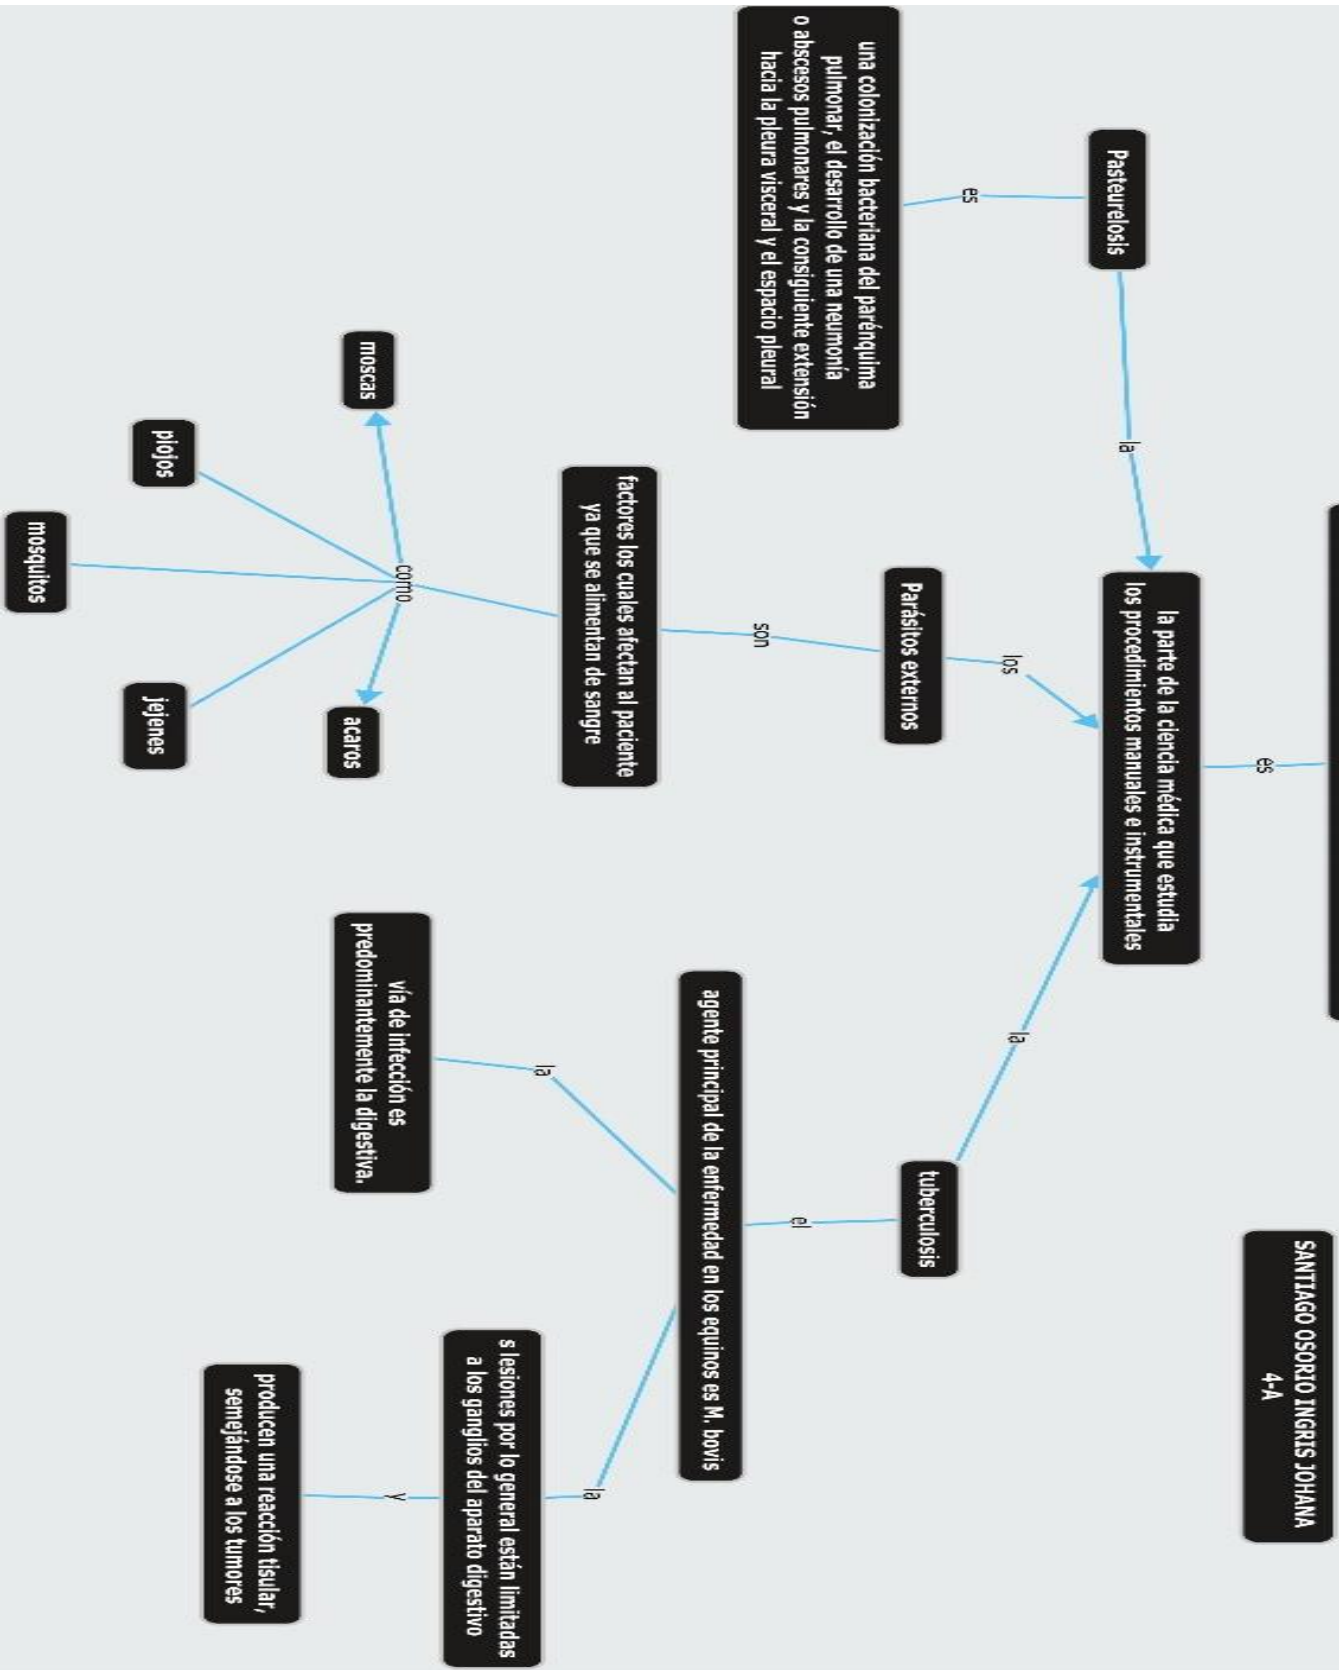 SANTIAGO OSORIO INGRIS JOHANA
4-A
es
la parte de la ciencia médica que estudia
los procedimientos manuales e instrumentales
la
Pasteurelosis
es
una colonización bacteriana del parénquima
pulmonar, el desarrollo de una neumonía
o abscesos pulmonares y la consiguiente extensión
hacia la pleura visceral y el espacio pleural
los
Parásitos externos
son
factores los cuales afectan al paciente
ya que se alimentan de sangre
como
moscas
piojos
mosquitos
jejenes
acaros
la
tuberculosis
el
agente principal de la enfermedad en los equinos es M. bovis
la
vía de infección es
predominantemente la digestiva.
la
s lesiones por lo general están limitadas
a los ganglios del aparato digestivo
y
producen una reacción tisular,
semejándose a los tumores